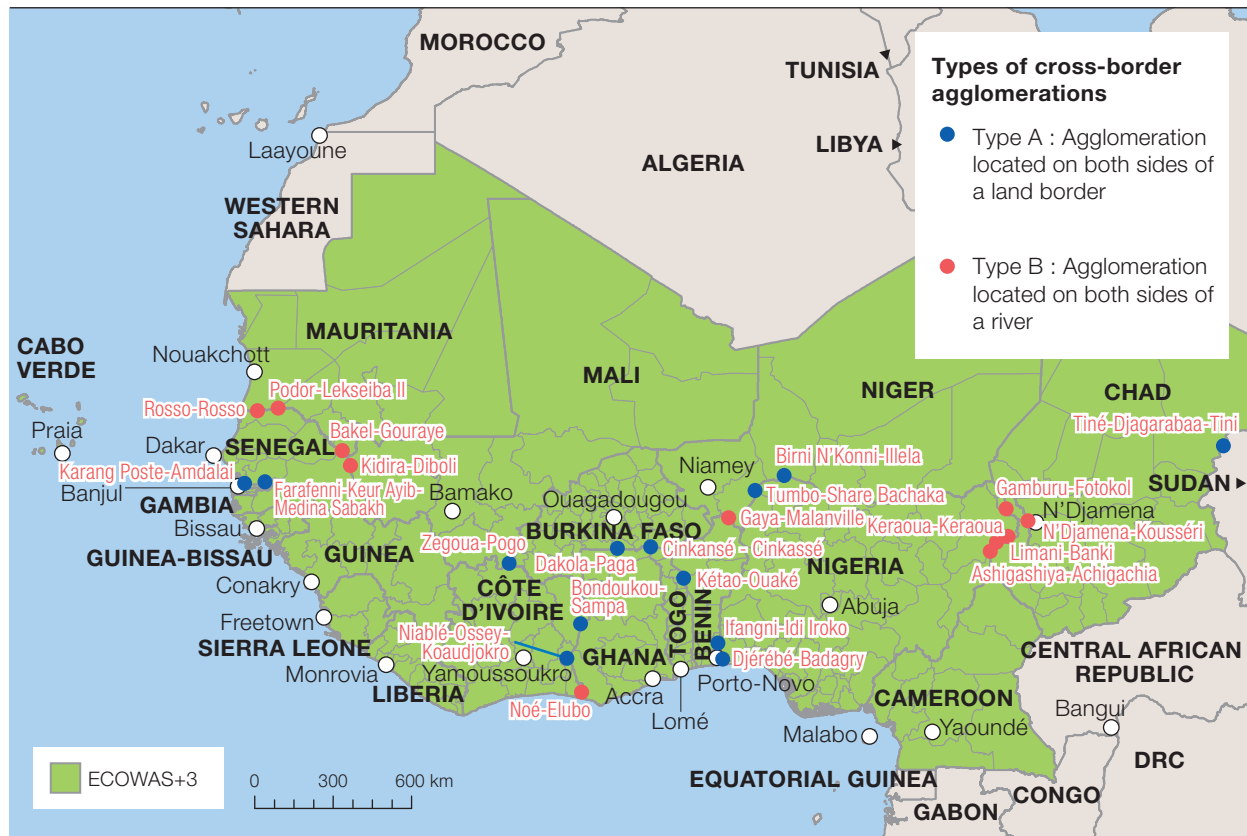 MOROCCO
TUNISIA
LIBYA
ALGERIA
Laayoune
WESTERN
SAHARA
Types of cross-border
agglomerations
Type A : Agglomeration
located on both sides of
a land border
Type B : Agglomeration
located on both sides of
a river
CABO
VERDE
Praia
Nouakchott
MAURITANIA
MALI
NIGER
CHAD
Tiné-Djagarabaa-Tini
SUDAN
Podor-Lekseiba II
Rosso-Rosso
Bakel-Gouraye
Dakar
SENEGAL
Kidira-Diboli
Karang Poste-Amdalai
Banjul
GAMBIA
Farafenni-Keur Ayib-
Medina Sabakh
Bissau
GUINEA-BISSAU
Bamako
Niamey
Birni N'Konni-Illela
Tumbo-Share Bachaka
Gamburu-Fotokol
N'Djamena
Ouagadougou
Gaya-Malanville
Keraoua-Keraoua
N'Djamena-Kousséri
BURKINA FASO
GUINEA
Zegoua-Pogo
Cinkansé - Cinkassé
Limani-Banki
Dakola-Paga
NIGERIA
Ashigashiya-Achigachia
Conakry
CÔTE
D'IVOIRE
Bondoukou-
Sampa
Kétao-Ouaké
Abuja
Freetown
SIERRA LEONE
Niablé-Ossey-
Koaudjokro
TOGO
BENIN
Ifangni-Idi Iroko
Monrovia
LIBERIA
Yamoussoukro
GHANA
Djérébé-Badagry
CENTRAL AFRICAN
REPUBLIC
Noé-Elubo
Accra
Lomé
Porto-Novo
CAMEROON
Bangui
Malabo
Yaoundé
EQUATORIAL GUINEA
GABON
CONGO
DRC
ECOWAS+3
0 300 600 km